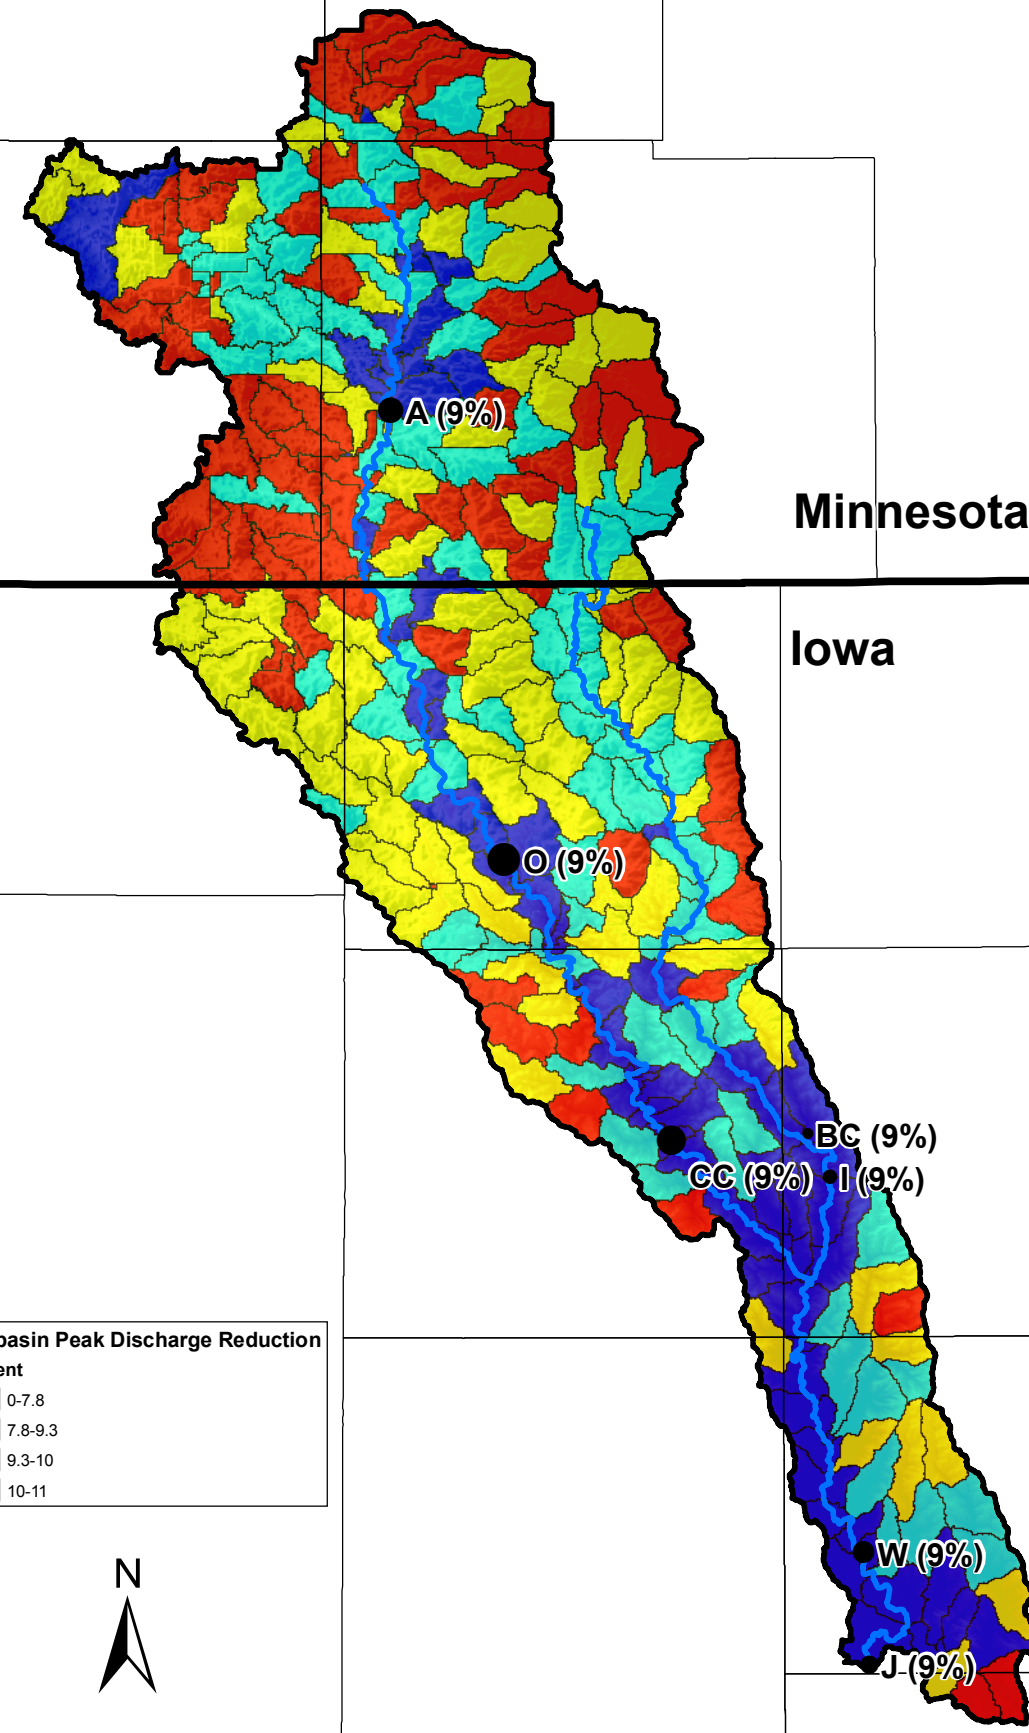 A (9%)
Minnesota
Iowa
O (9%)
BC (9%)
CC (9%)
I (9%)
basin Peak Discharge Reduction
ent
0-7.8
7.8-9.3
9.3-10
10-11
N
W (9%)
J (9%)